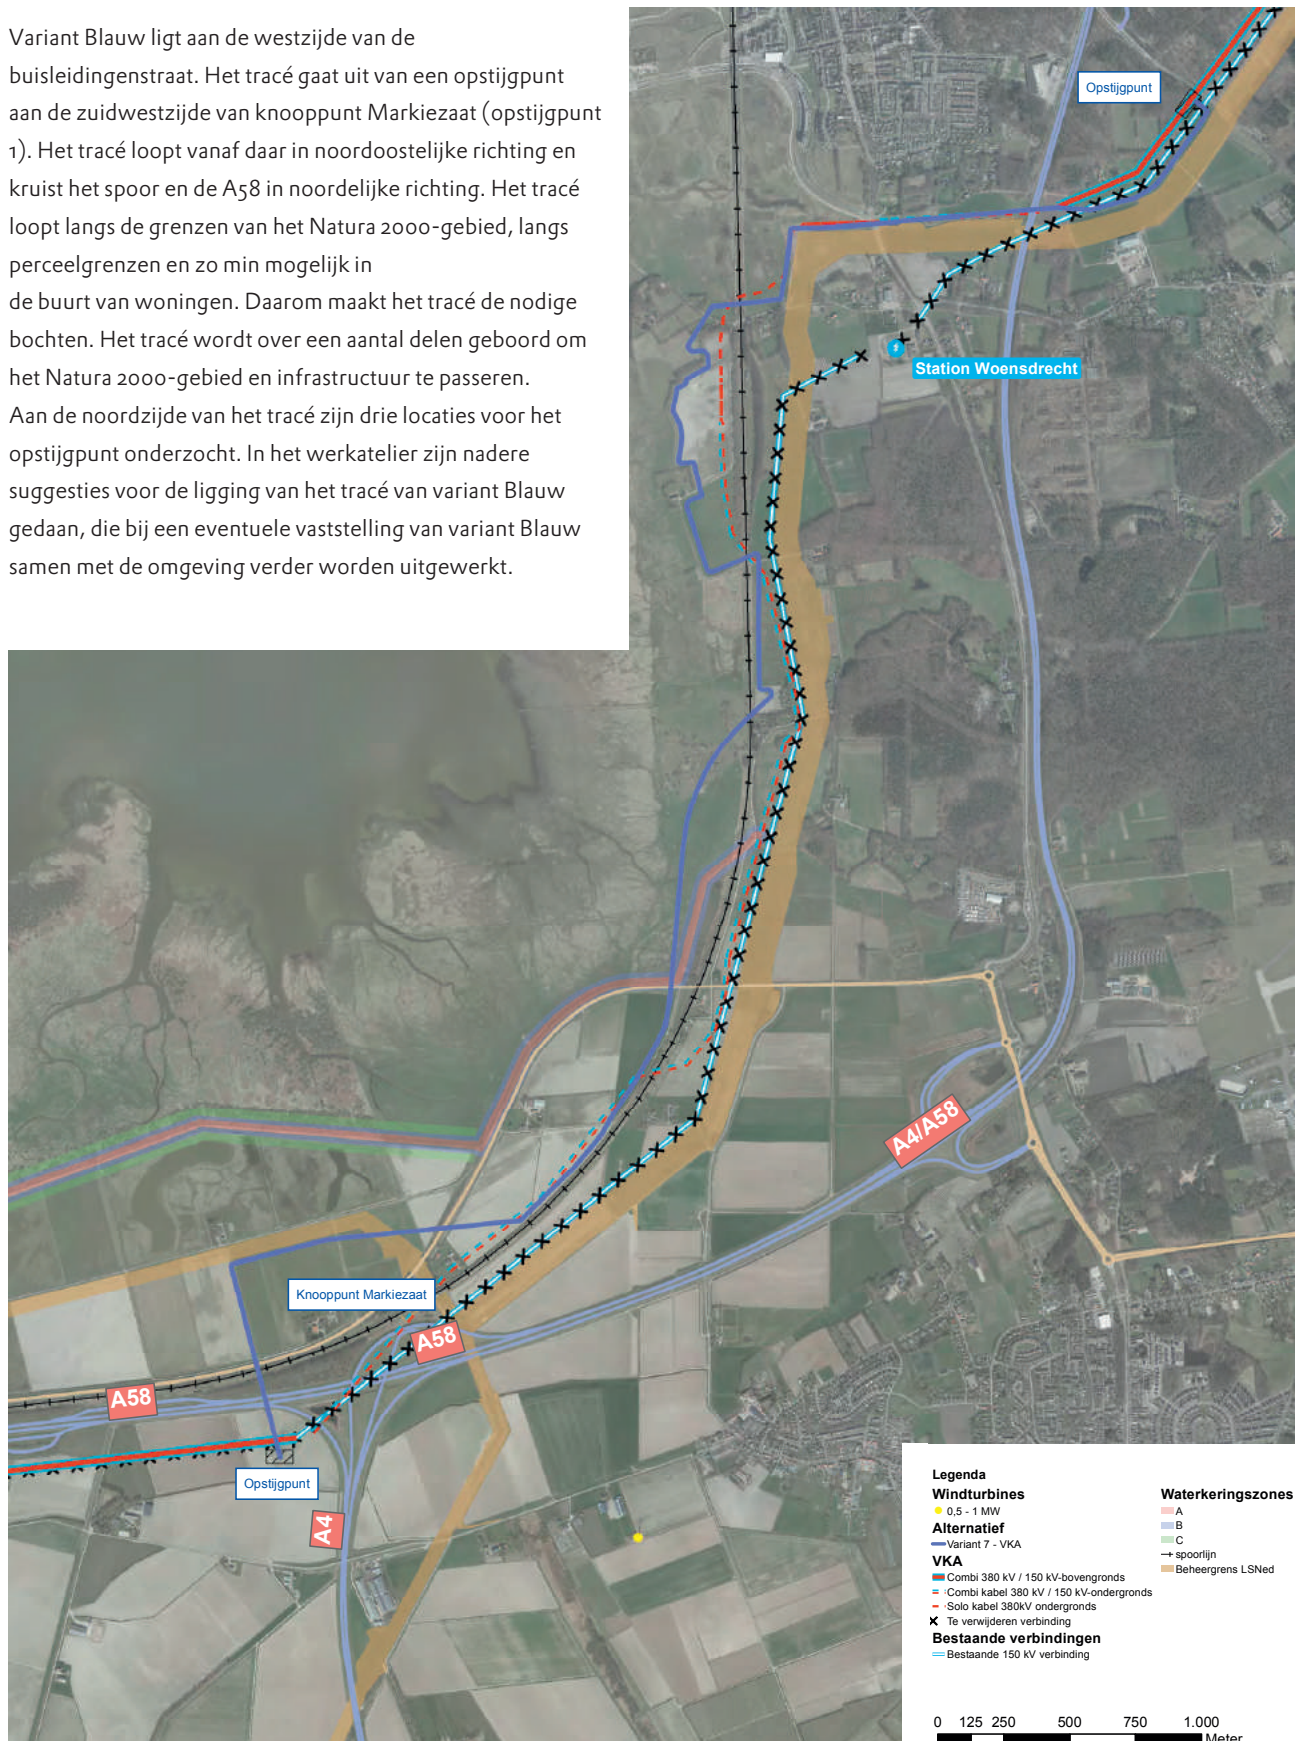 Variant Blauw ligt aan de westzijde van de
buisleidingenstraat. Het tracé gaat uit van een opstijgpunt
aan de zuidwestzijde van knooppunt Markiezaat (opstijgpunt
1). Het tracé loopt vanaf daar in noordoostelijke richting en
kruist het spoor en de A58 in noordelijke richting. Het tracé
loopt langs de grenzen van het Natura 2000-gebied, langs
perceelgrenzen en zo min mogelijk in
de buurt van woningen. Daarom maakt het tracé de nodige
bochten. Het tracé wordt over een aantal delen geboord om
het Natura 2000-gebied en infrastructuur te passeren.
Aan de noordzijde van het tracé zijn drie locaties voor het
opstijgpunt onderzocht. In het werkatelier zijn nadere
suggesties voor de ligging van het tracé van variant Blauw
gedaan, die bij een eventuele vaststelling van variant Blauw
samen met de omgeving verder worden uitgewerkt.
Opstijgpunt
Station Woensdrecht
A4/A58
Knooppunt Markiezaat
A58
A58
Opstijgpunt
A4
Legenda
Windturbines
0,5 - 1 MW
Alternatief
Variant 7 - VKA
VKA
Combi 380 kV / 150 kV-bovengronds
Combi kabel 380 kV / 150 kV-ondergronds
Solo kabel 380kV ondergronds
Te verwijderen verbinding
Bestaande verbindingen
Bestaande 150 kV verbinding
Waterkeringszones
A
B
C
spoorlijn
Beheergrens LSNed
0 125 250 500 750 1.000
Meter